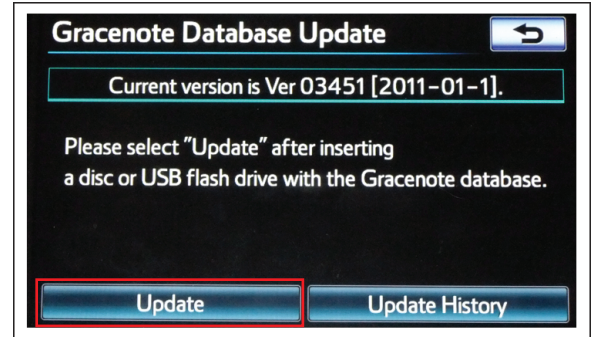 Gracenote Database Update
Current version is Ver 03451 [2011-01-1].
Please select "Update" after inserting
a disc or USB flash drive with the Gracenote database.
Update
Update History